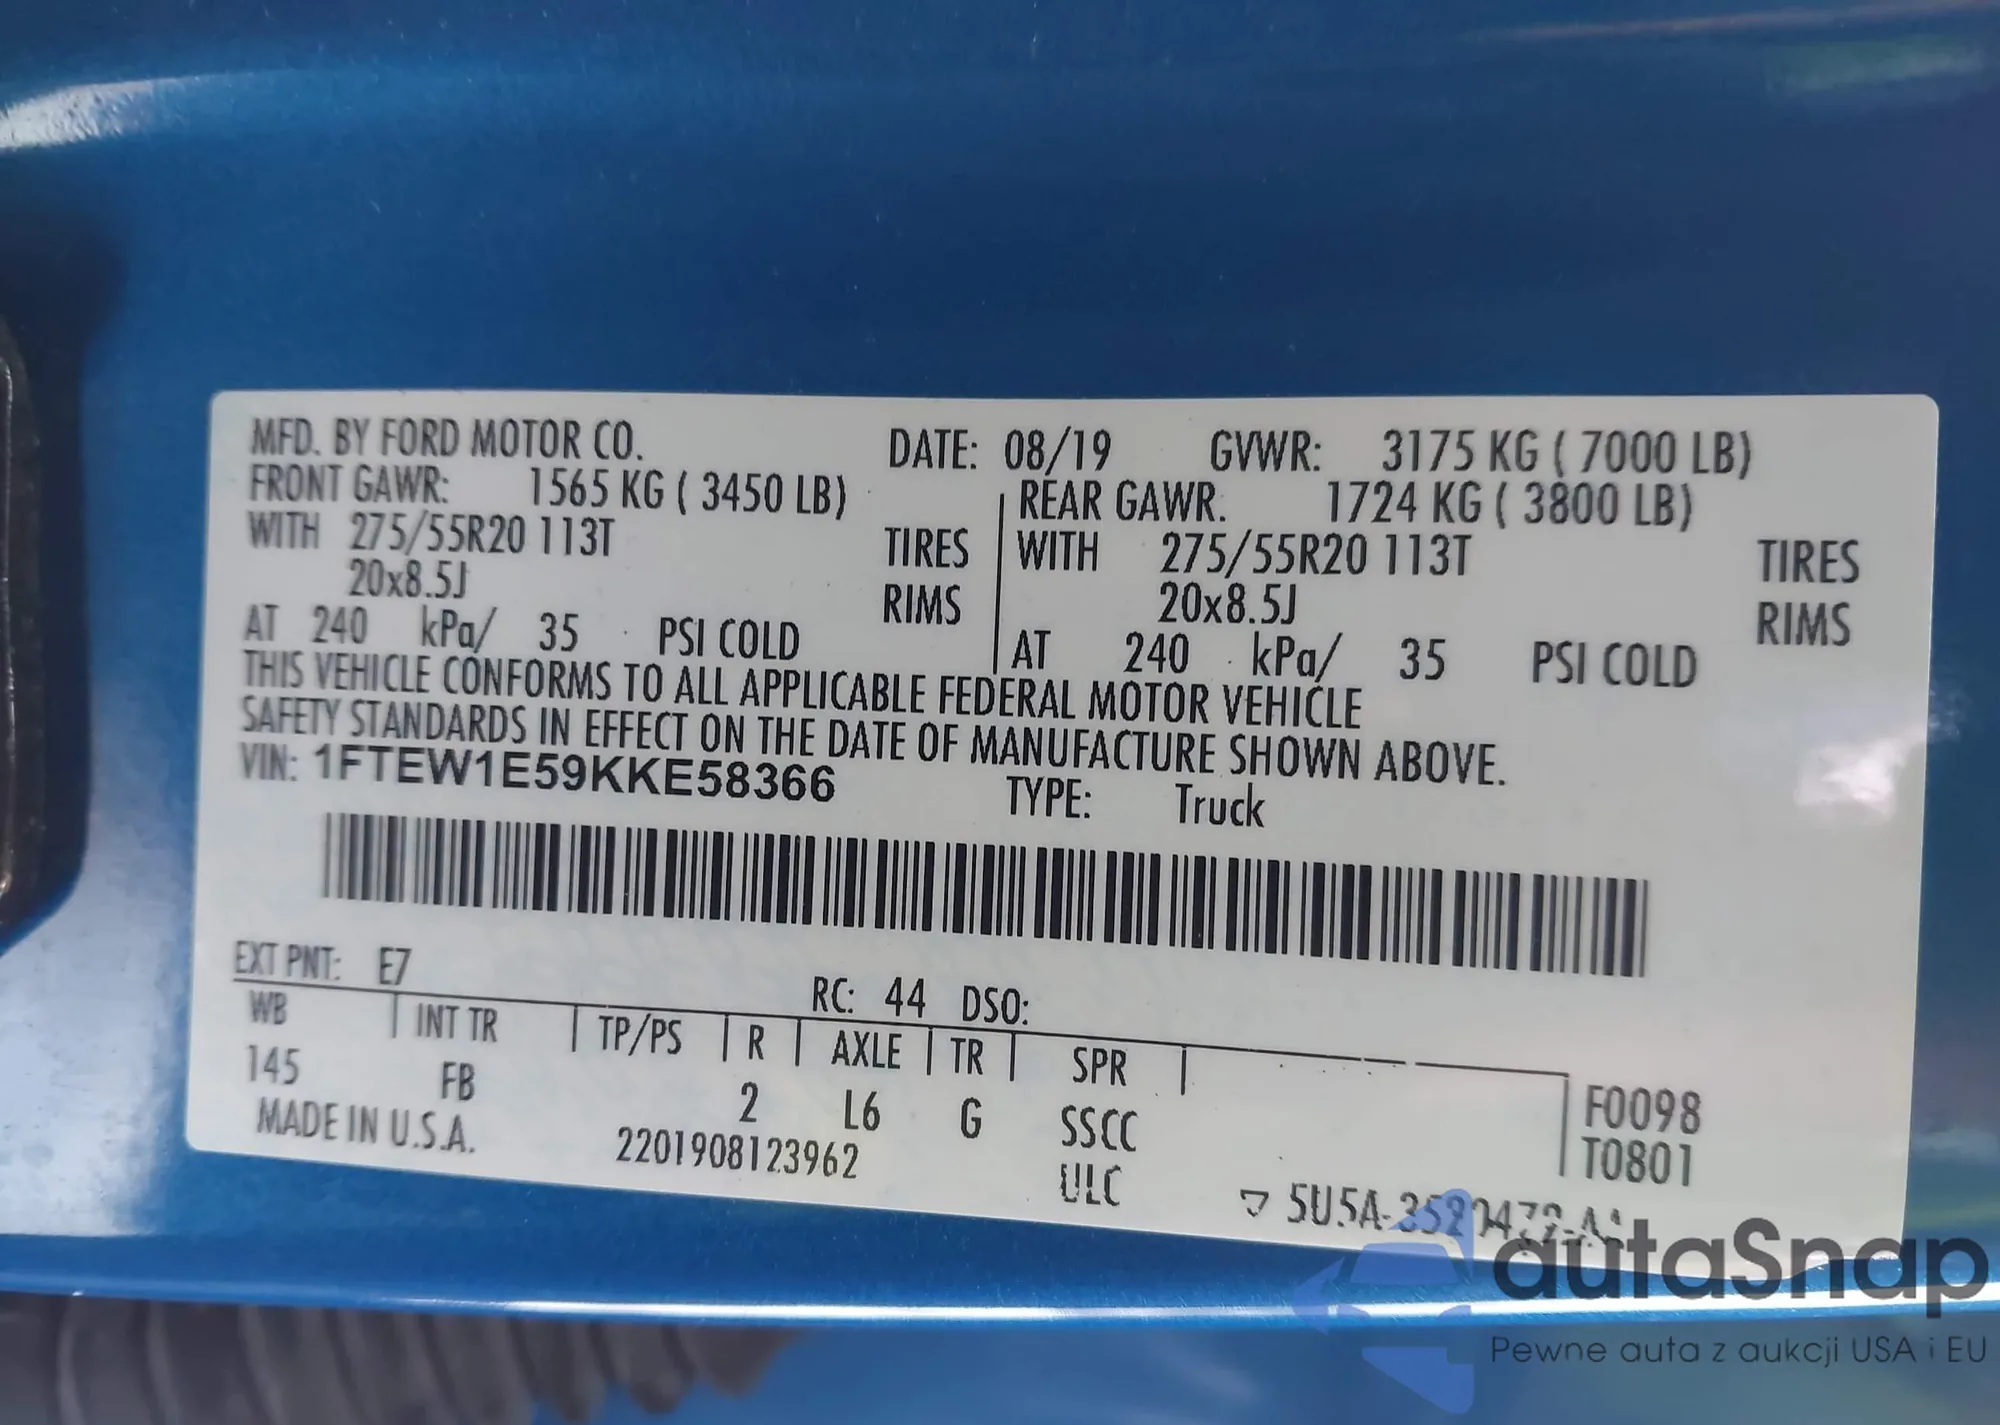 MFD. BY FORD MOTOR CO. DATE: 08/19 GVWR: 3175 KG ( 7000 LB)
FRONT GAWR: 1565 KG ( 3450 LB) REAR GAWR: 1724 KG ( 3800 LB)
WITH 275/55R20 113T TIRES WITH 275/55R20 113T TIRES
20x8.5J RIMS 20x8.5J RIMS
AT 240 kPa/ 35 PSI COLD AT 240 kPa/ 35 PSI COLD
THIS VEHICLE CONFORMS TO ALL APPLICABLE FEDERAL MOTOR VEHICLE
SAFETY STANDARDS IN EFFECT ON THE DATE OF MANUFACTURE SHOWN ABOVE.
VIN: 1FTEW1E59KKE58366 TYPE: Truck
EXT PNT: E7 RC: 44 DSO:
WB INT TR TP/PS R AXLE TR SPR
145 FB 2 L6 G SSCC F0098
MADE IN U.S.A. 2201908123962 ULC T0801
5U5A-3520472-AA
autaSnap
Pewne auta z aukcji USA i EU